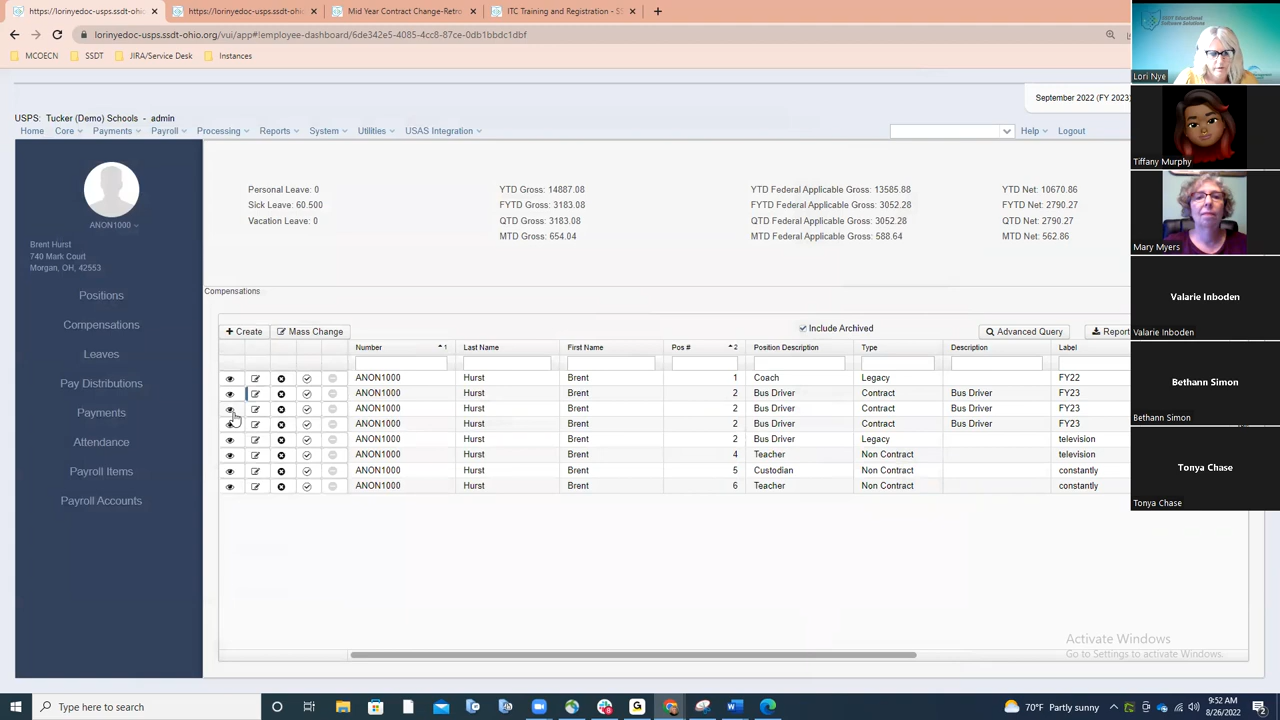 https://lorinyedoc-usps.ssdt-ohio... https://lorinyedoc-usps.ssdt-ohio... Mid Year Contract Change-Retro ITC Training and Registration - SS
MCOECN SSDT JIRA/Service Desk Instances
September 2022 (FY 2023)
USPS: Tucker (Demo) Schools - admin
Home Core Payments Payroll Processing Reports System Utilities USAS Integration Help Logout
ANON1000
Brent Hurst
740 Mark Court
Morgan, OH, 42553
Positions
Compensations
Leaves
Pay Distributions
Payments
Attendance
Payroll Items
Payroll Accounts
Personal Leave: 0 YTD Gross: 14887.08 YTD Federal Applicable Gross: 13585.88 YTD Net: 10670.86
Sick Leave: 60.500 FYTD Gross: 3183.08 FYTD Federal Applicable Gross: 3052.28 FYTD Net: 2790.27
Vacation Leave: 0 QTD Gross: 3183.08 QTD Federal Applicable Gross: 3052.28 QTD Net: 2790.27
MTD Gross: 654.04 MTD Federal Applicable Gross: 588.64 MTD Net: 562.86
Compensations
+ Create Mass Change Include Archived Advanced Query Report
Number 1 Last Name First Name Pos # 2 Position Description Type Description Label
ANON1000 Hurst Brent 1 Coach Legacy FY22
ANON1000 Hurst Brent 2 Bus Driver Contract Bus Driver FY23
ANON1000 Hurst Brent 2 Bus Driver Contract Bus Driver FY23
ANON1000 Hurst Brent 2 Bus Driver Contract Bus Driver FY23
ANON1000 Hurst Brent 2 Bus Driver Legacy television
ANON1000 Hurst Brent 4 Teacher Non Contract television
ANON1000 Hurst Brent 5 Custodian Non Contract constantly
ANON1000 Hurst Brent 6 Teacher Non Contract constantly
Activate Windows
Go to Settings to activate Windows.
SSDT Educational
Software Solutions
Lori Nye
Tiffany Murphy
Mary Myers
Valarie Inboden
Valarie Inboden
Bethann Simon
Bethann Simon
Tonya Chase
Tonya Chase
Type here to search
70°F Partly sunny
9:52 AM
8/26/2022
2